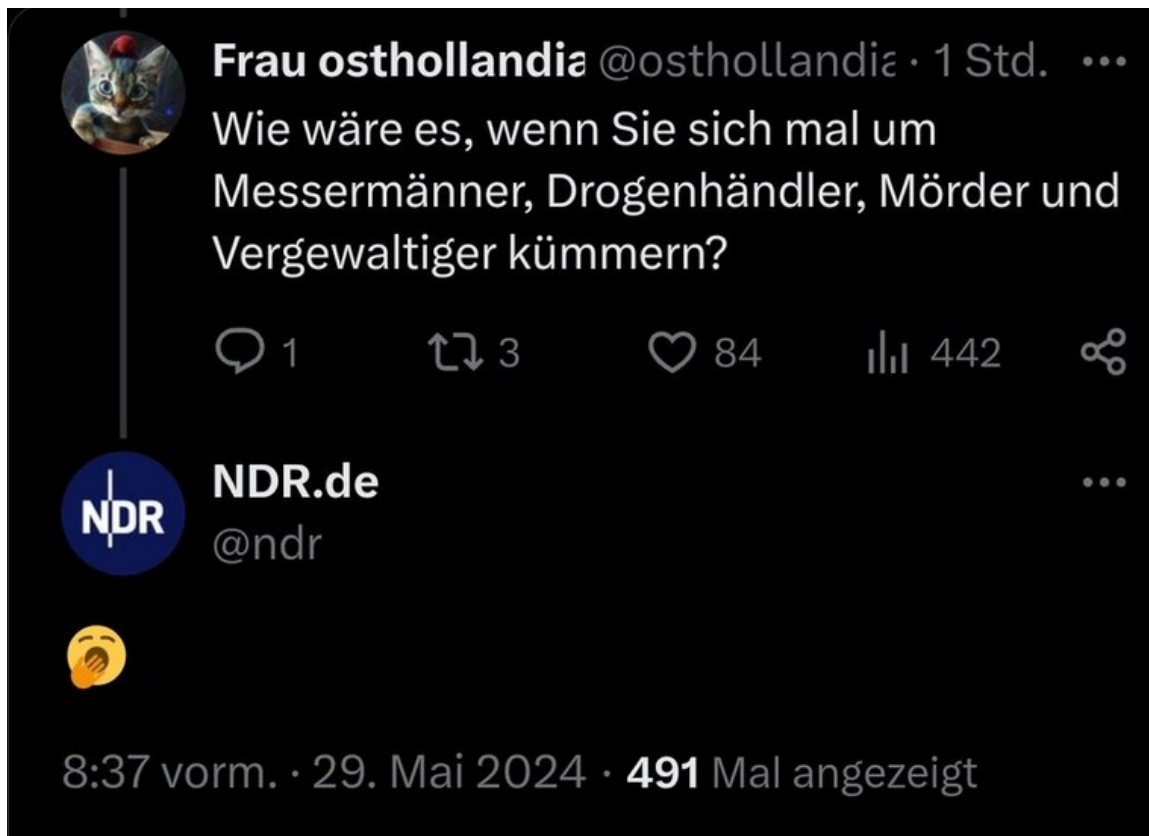 Frau osthollandia @osthollandia · 1 Std.
Wie wäre es, wenn Sie sich mal um
Messermänner, Drogenhändler, Mörder und
Vergewaltiger kümmern?
1 3 84 442
NDR
NDR.de
@ndr
8:37 vorm. · 29. Mai 2024 · 491 Mal angezeigt